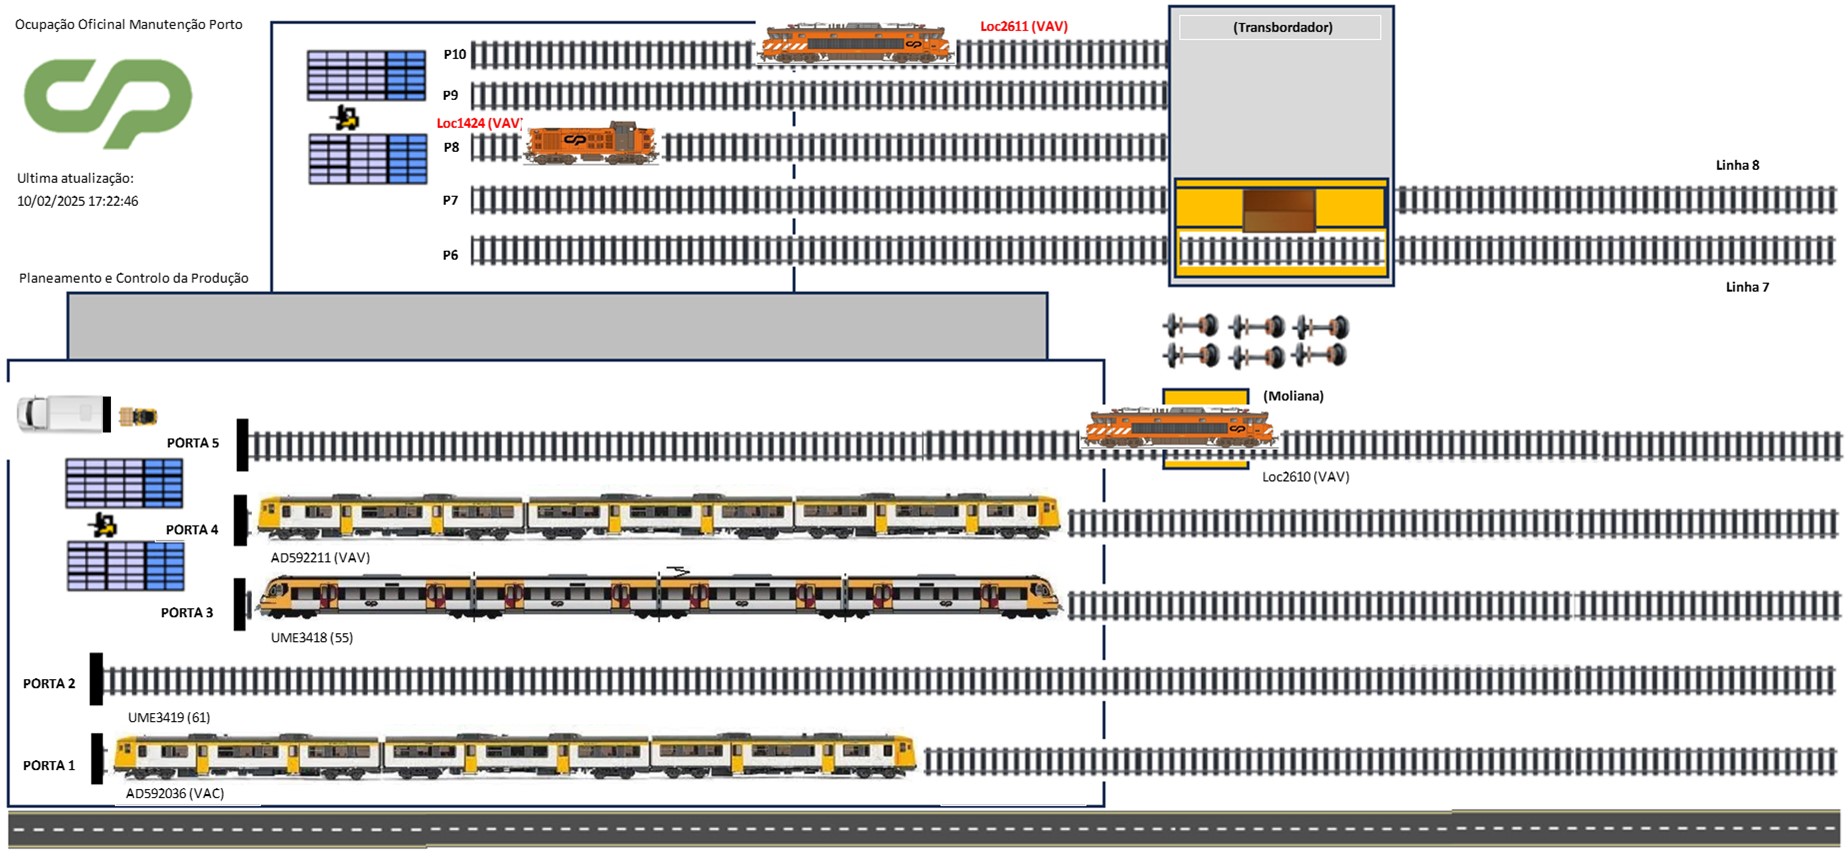 Ocupação Oficinal Manutenção Porto
CP
Ultima atualização:
10/02/2025 17:22:46
Planeamento e Controlo da Produção
Loc2611 (VAV)
(Transbordador)
P10
P9
Loc1424 (VAV)
P8
P7
P6
Linha 8
Linha 7
(Moliana)
PORTA 5
Loc2610 (VAV)
PORTA 4
AD592211 (VAV)
PORTA 3
UME3418 (55)
PORTA 2
UME3419 (61)
PORTA 1
AD592036 (VAC)